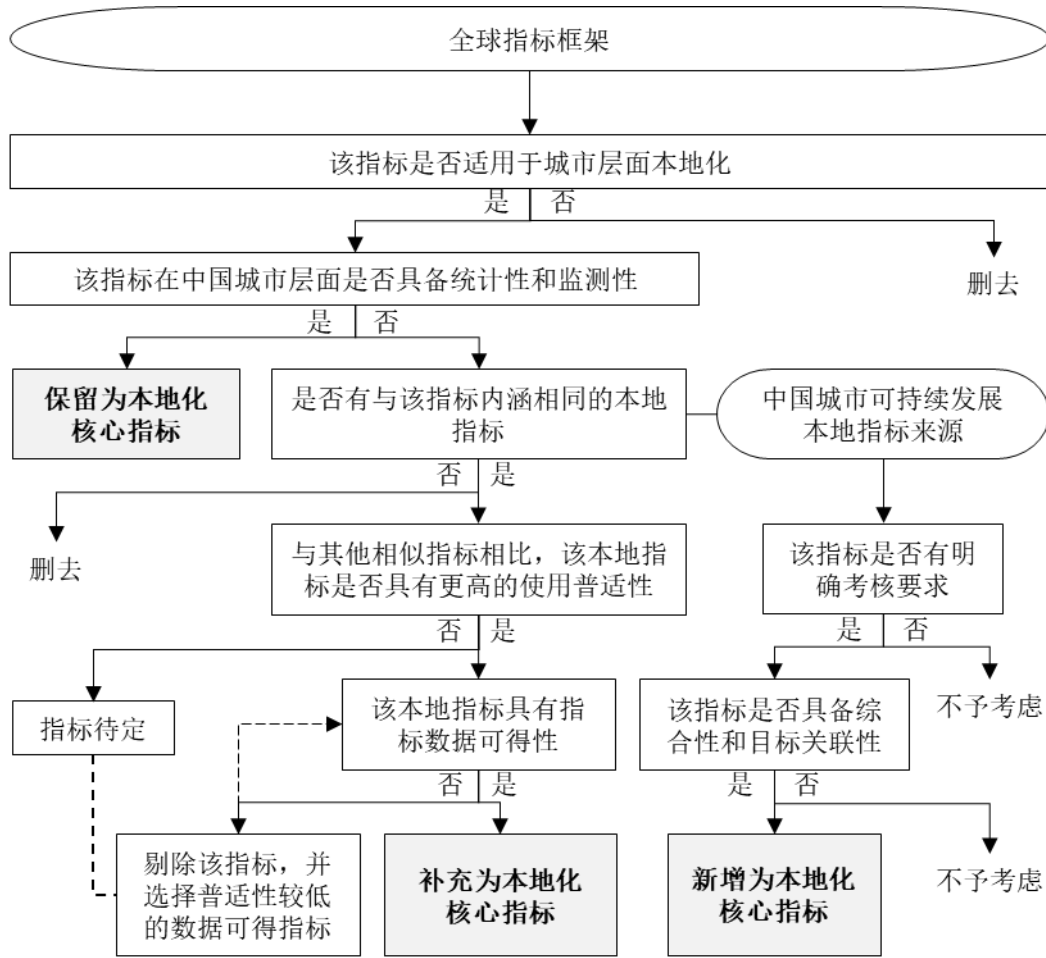 全球指标框架
该指标是否适用于城市层面本地化
是
否
该指标在中国城市层面是否具备统计性和监测性
删去
是
否
保留为本地化
核心指标
是否有与该指标内涵相同的本地
指标
中国城市可持续发展
本地指标来源
否
是
删去
与其他相似指标相比，该本地指
标是否具有更高的使用普适性
该指标是否有明
确考核要求
否
是
是
否
指标待定
该本地指标具有指
标数据可得性
该指标是否具备综
合性和目标关联性
不予考虑
否
是
是
否
剔除该指标，并
选择普适性较低
的数据可得指标
补充为本地化
核心指标
新增为本地化
核心指标
不予考虑